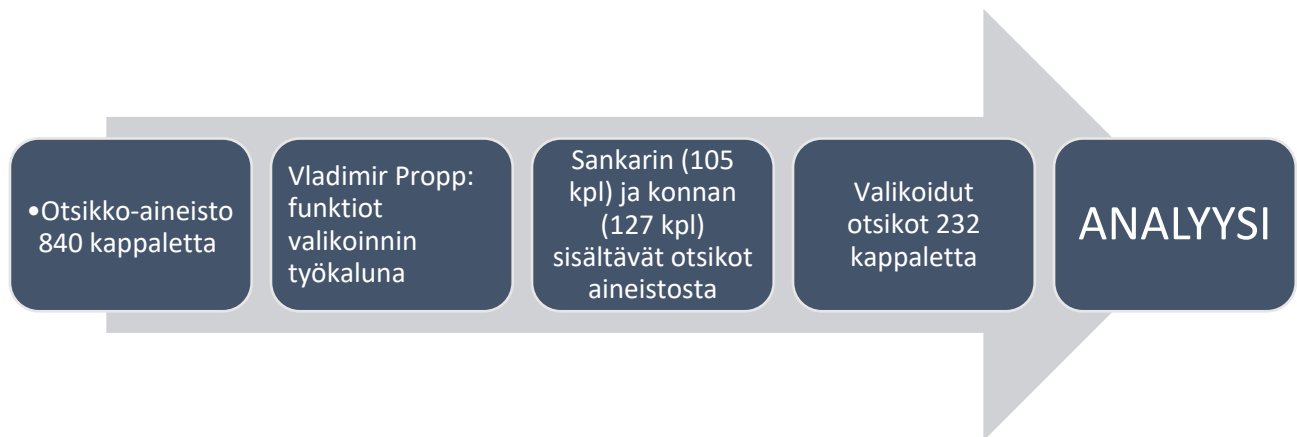 •Otsikko-aineisto
840 kappaletta
Vladimir Propp:
funktiot
valikoinnin
työkaluna
Sankarin (105
kpl) ja konnan
(127 kpl)
sisältävät otsikot
aineistosta
Valikoidut
otsikot 232
kappaletta
ANALYYSI